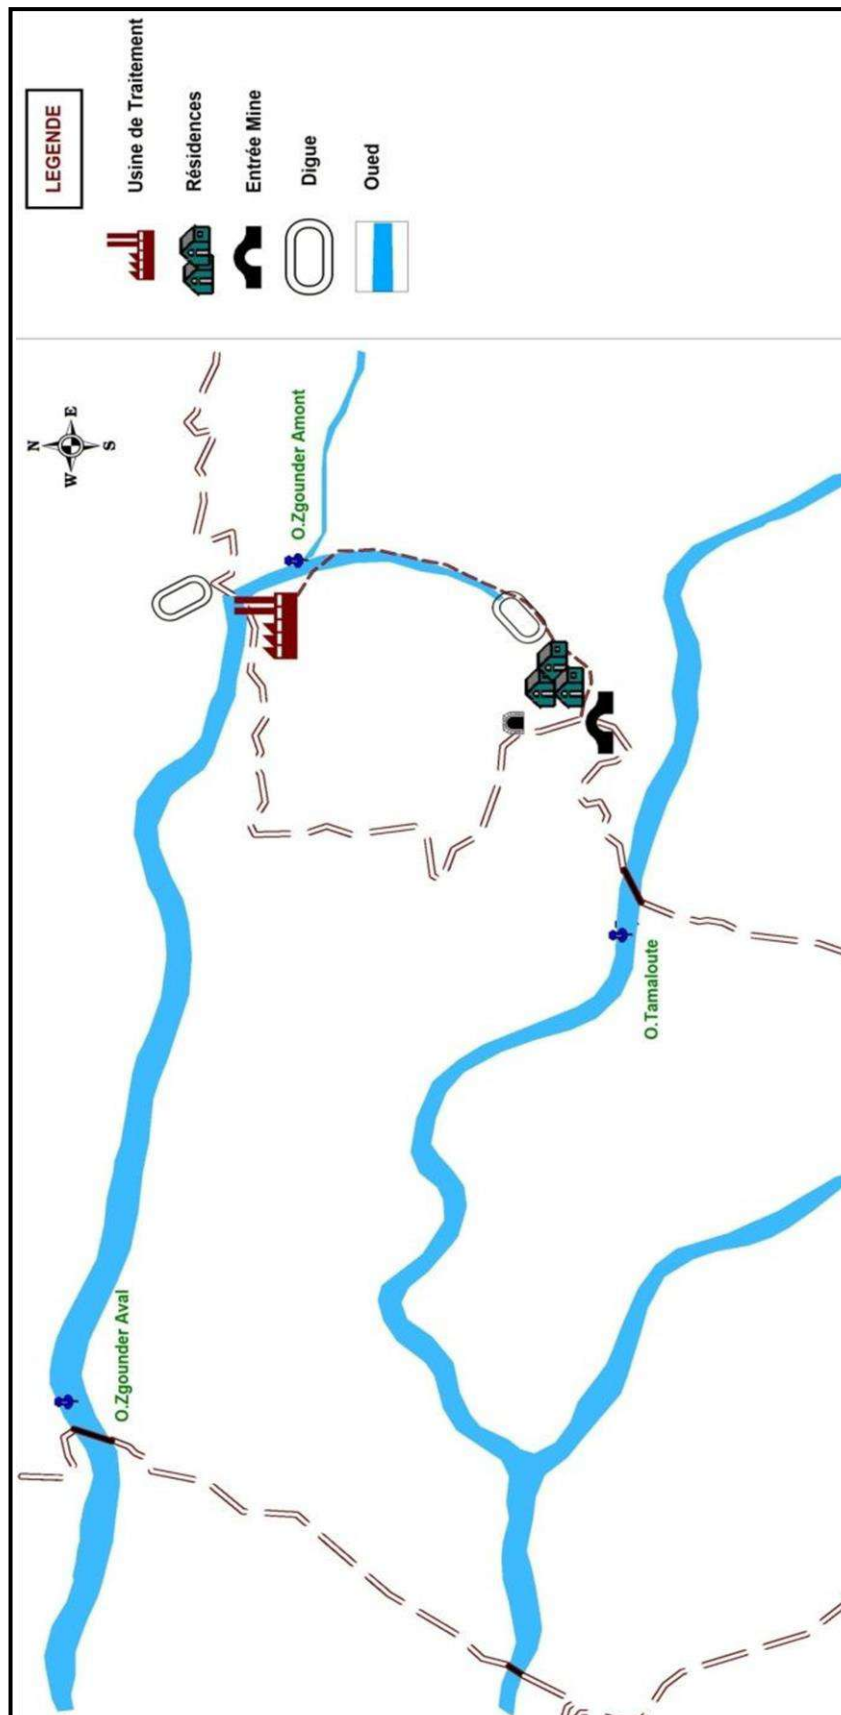 LEGENDE
Usine de Traitement
Résidences
Entrée Mine
Digue
Oued
N
E
S
W
O.Zgounder Amont
O.Tamaloute
O.Zgounder Aval